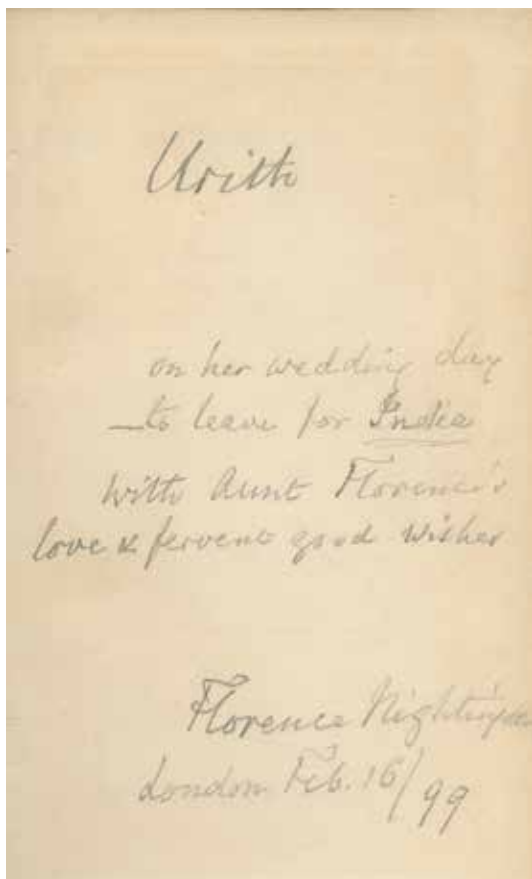 Urith
on her wedding day
— to leave for India
with Aunt Florence's
love & fervent good wishes
Florence Nightingale
London Feb. 16/99